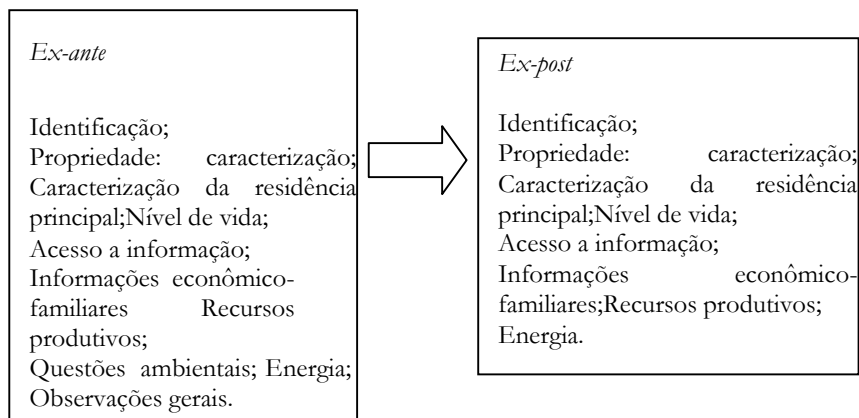 Ex-ante
Identificação;
Propriedade: caracterização;
Caracterização da residência
principal;Nível de vida;
Acesso a informação;
Informações econômico-
familiares Recursos
produtivos;
Questões ambientais; Energia;
Observações gerais.
Ex-post
Identificação;
Propriedade: caracterização;
Caracterização da residência
principal;Nível de vida;
Acesso a informação;
Informações econômico-
familiares;Recursos produtivos;
Energia.